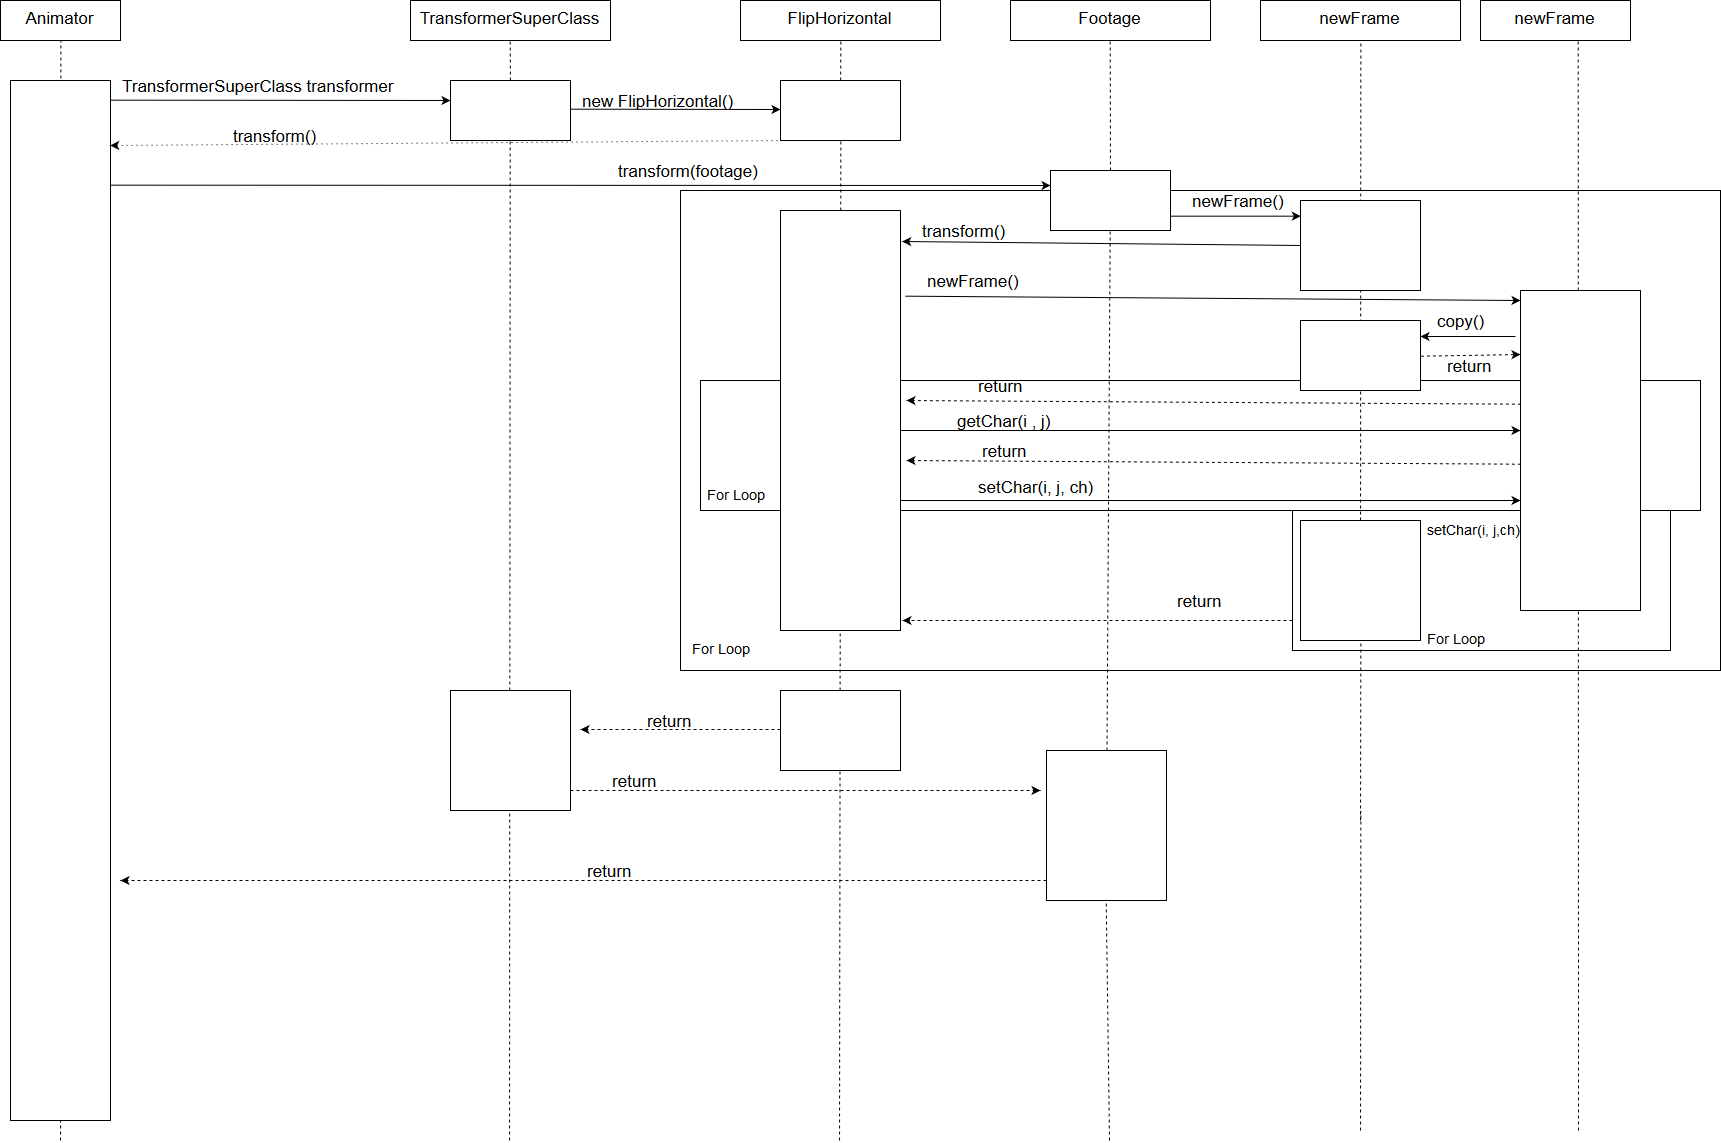 Animator
TransformerSuperClass
FlipHorizontal
Footage
newFrame
newFrame
TransformerSuperClass transformer
new FlipHorizontal()
transform()
transform(footage)
newFrame()
transform()
newFrame()
copy()
return
return
getChar(i , j)
return
setChar(i, j, ch)
For Loop
setChar(i, j,ch)
return
For Loop
For Loop
return
return
return